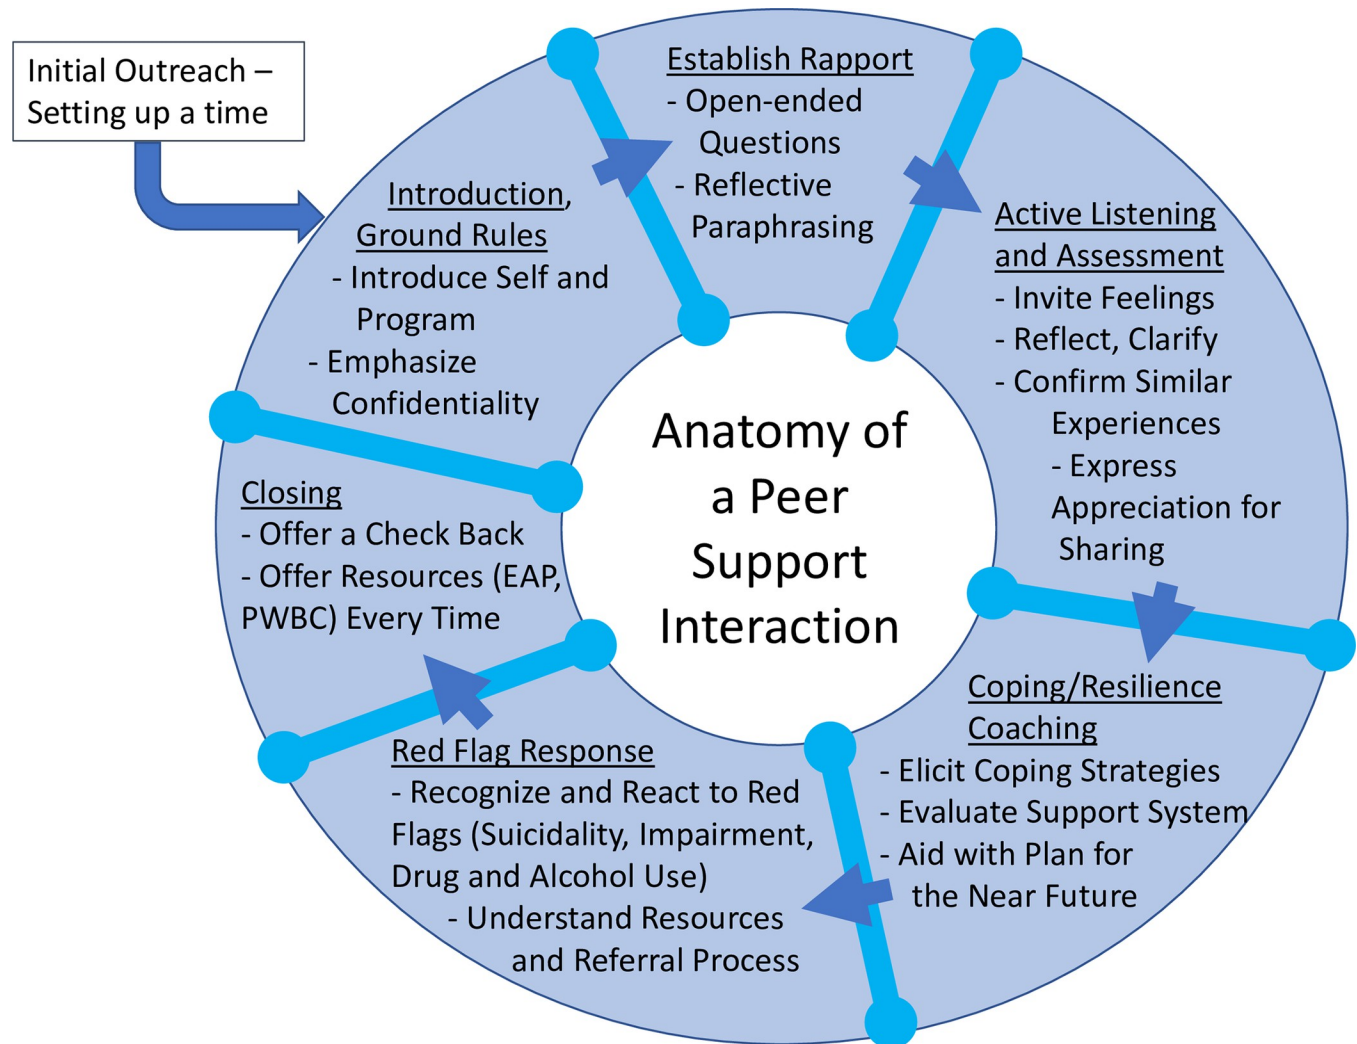 Initial Outreach –
Setting up a time
Introduction,
Ground Rules
- Introduce Self and
Program
- Emphasize
Confidentiality
Establish Rapport
- Open-ended
Questions
- Reflective
Paraphrasing
Active Listening
and Assessment
- Invite Feelings
- Reflect, Clarify
- Confirm Similar
Experiences
- Express
Appreciation for
Sharing
Coping/Resilience
Coaching
- Elicit Coping Strategies
- Evaluate Support System
- Aid with Plan for
the Near Future
Red Flag Response
- Recognize and React to Red
Flags (Suicidality, Impairment,
Drug and Alcohol Use)
- Understand Resources
and Referral Process
Closing
- Offer a Check Back
- Offer Resources (EAP,
PWBC) Every Time
Anatomy of
a Peer
Support
Interaction